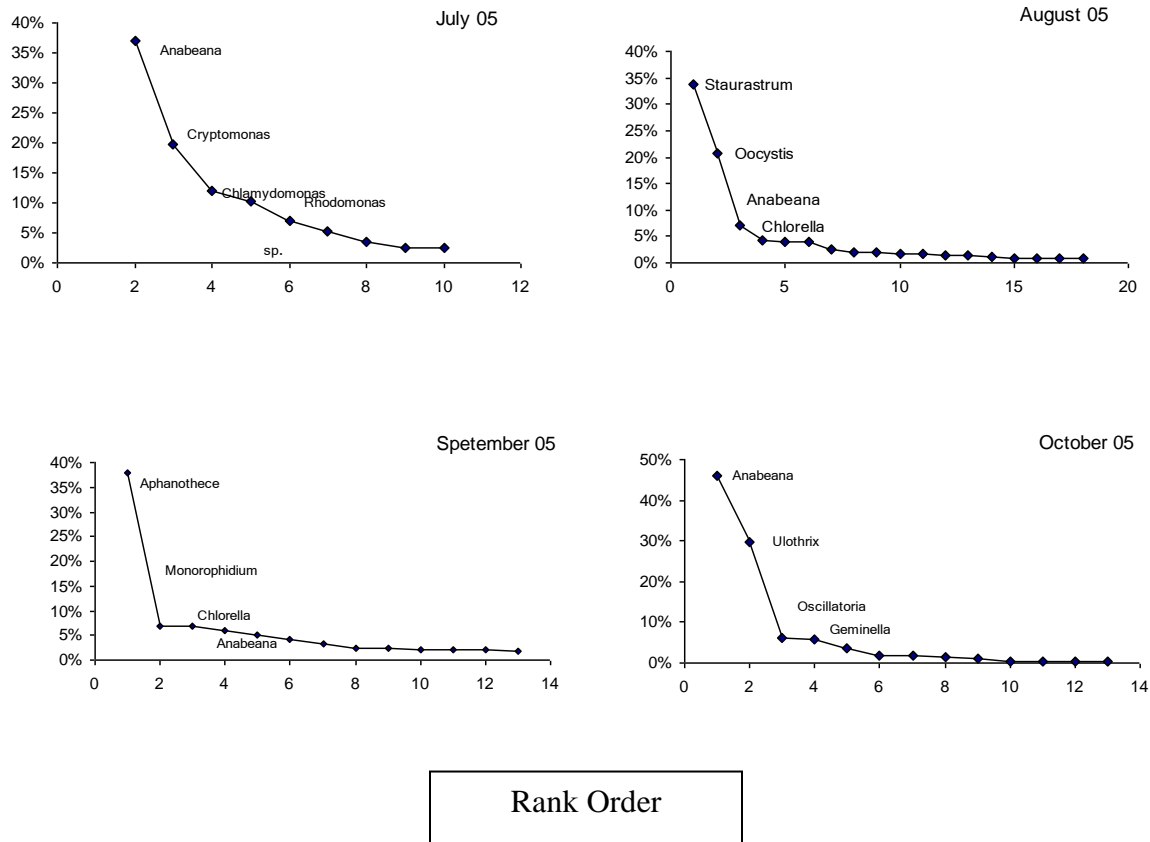 July 05
40%
35%
30%
25%
20%
15%
10%
5%
0%
Anabeana
Cryptomonas
Chlamydomonas
Rhodomonas
sp.
0 2 4 6 8 10 12
August 05
40%
35%
30%
25%
20%
15%
10%
5%
0%
Staurastrum
Oocystis
Anabeana
Chlorella
0 5 10 15 20
Spetember 05
40%
35%
30%
25%
20%
15%
10%
5%
0%
Aphanothece
Monorophidium
Chlorella
Anabeana
0 2 4 6 8 10 12 14
October 05
50%
40%
30%
20%
10%
0%
Anabeana
Ulothrix
Oscillatoria
Geminella
0 2 4 6 8 10 12 14
Rank Order